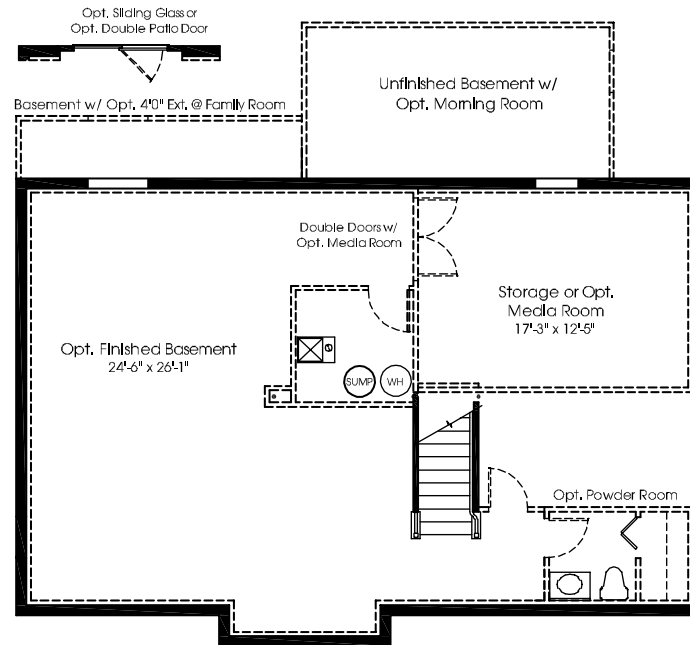 Opt. Sliding Glass or
Opt. Double Patio Door
Basement w/ Opt. 4'0" Ext. @ Family Room
Unfinished Basement w/
Opt. Morning Room
Double Doors w/
Opt. Media Room
Storage or Opt.
Media Room
17'-3" x 12'-5"
Opt. Finished Basement
24'-6" x 26'-1"
SUMP
WH
Opt. Powder Room